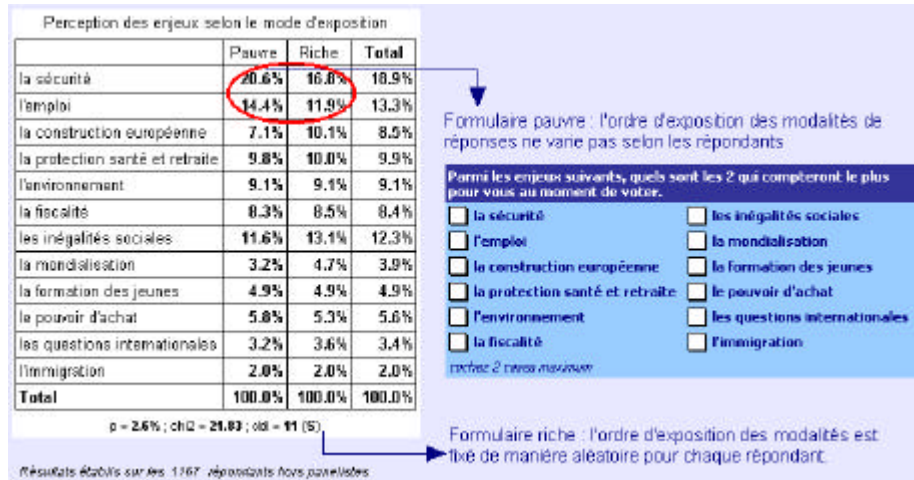 Perception des enjeux selon le mode d'exposition
Pauvre Riche Total
la sécurité 20.6% 16.8% 18.9%
l'emploi 14.4% 11.9% 13.3%
la construction européenne 7.1% 10.1% 8.5%
la protection santé et retraite 9.8% 10.0% 9.9%
l'environnement 9.1% 9.1% 9.1%
la fiscalité 8.3% 8.5% 8.4%
les inégalités sociales 11.6% 13.1% 12.3%
la mondialisation 3.2% 4.7% 3.9%
la formation des jeunes 4.9% 4.9% 4.9%
le pouvoir d'achat 5.8% 5.3% 5.6%
les questions internationales 3.2% 3.6% 3.4%
l'immigration 2.0% 2.0% 2.0%
Total 100.0% 100.0% 100.0%
p = 2.6% ; chi2 = 21.83 ; ddl = 11 (S)
Résultats établis sur les 1167 répondants hors panelistes
Formulaire pauvre : l'ordre d'exposition des modalités de
réponses ne varie pas selon les répondants
Parmi les enjeux suivants, quels sont les 2 qui compteront le plus
pour vous au moment de voter.
la sécurité les inégalités sociales
l'emploi la mondialisation
la construction européenne la formation des jeunes
la protection santé et retraite le pouvoir d'achat
l'environnement les questions internationales
la fiscalité l'immigration
cochez 2 cases maximum
Formulaire riche : l'ordre d'exposition des modalités est
fixé de manière aléatoire pour chaque répondant.